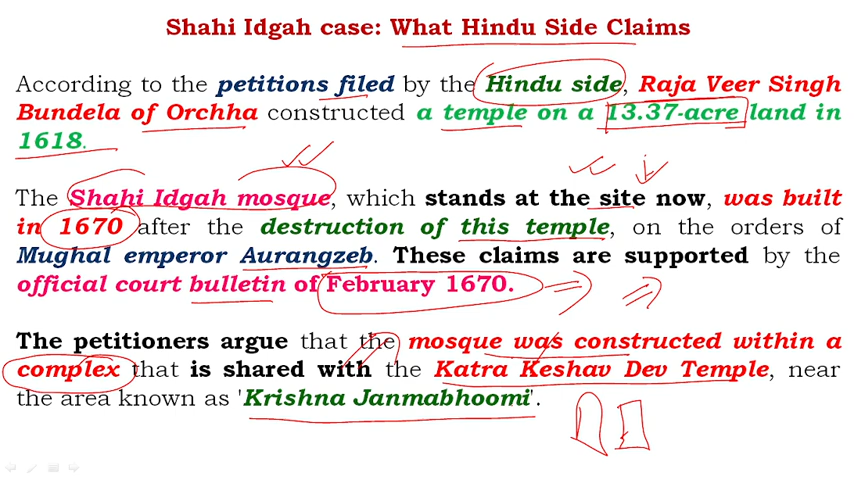 Shahi Idgah case: What Hindu Side Claims
According to the petitions filed by the Hindu side, Raja Veer Singh
Bundela of Orchha constructed a temple on a 13.37-acre land in
1618.
The Shahi Idgah mosque, which stands at the site now, was built
in 1670 after the destruction of this temple, on the orders of
Mughal emperor Aurangzeb. These claims are supported by the
official court bulletin of February 1670.
The petitioners argue that the mosque was constructed within a
complex that is shared with the Katra Keshav Dev Temple, near
the area known as 'Krishna Janmabhoomi'.